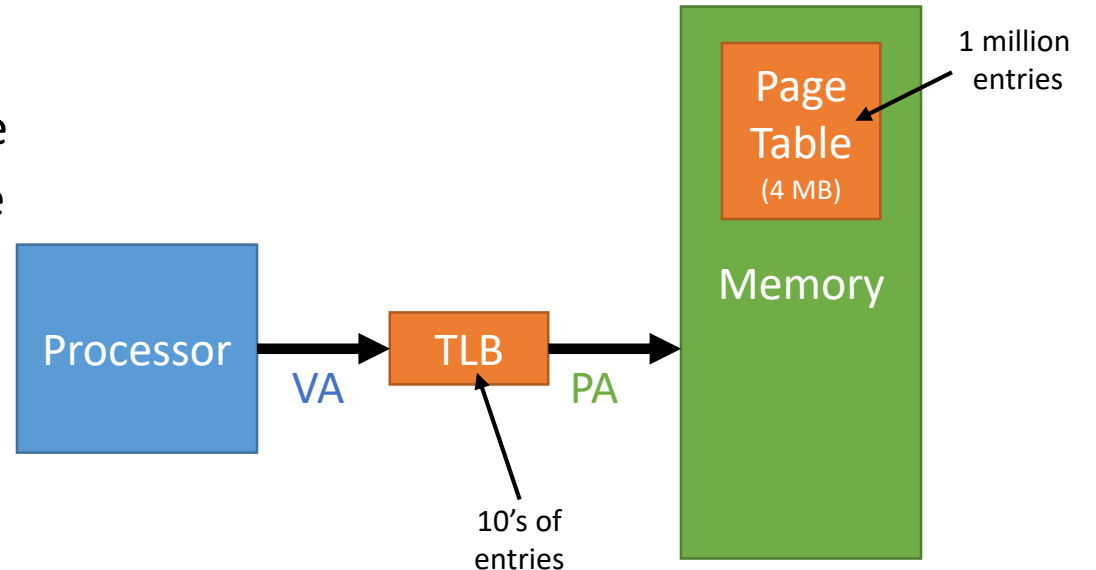 1 million
entries
Page
Table
(4 MB)
e
e
Memory
Processor
TLB
VA
PA
10’s of
entries